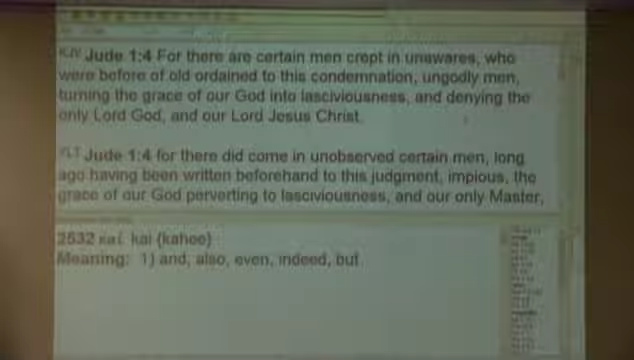 KJV Jude 1:4 For there are certain men crept in unawares, who
were before of old ordained to this condemnation, ungodly men,
turning the grace of our God into lasciviousness, and denying the
only Lord God, and our Lord Jesus Christ.
YLT Jude 1:4 for there did come in unobserved certain men, long
ago having been written beforehand to this judgment, impious, the
grace of our God perverting to lasciviousness, and our only Master,
2532 καί kai {kahee}
Meaning: 1) and, also, even, indeed, but